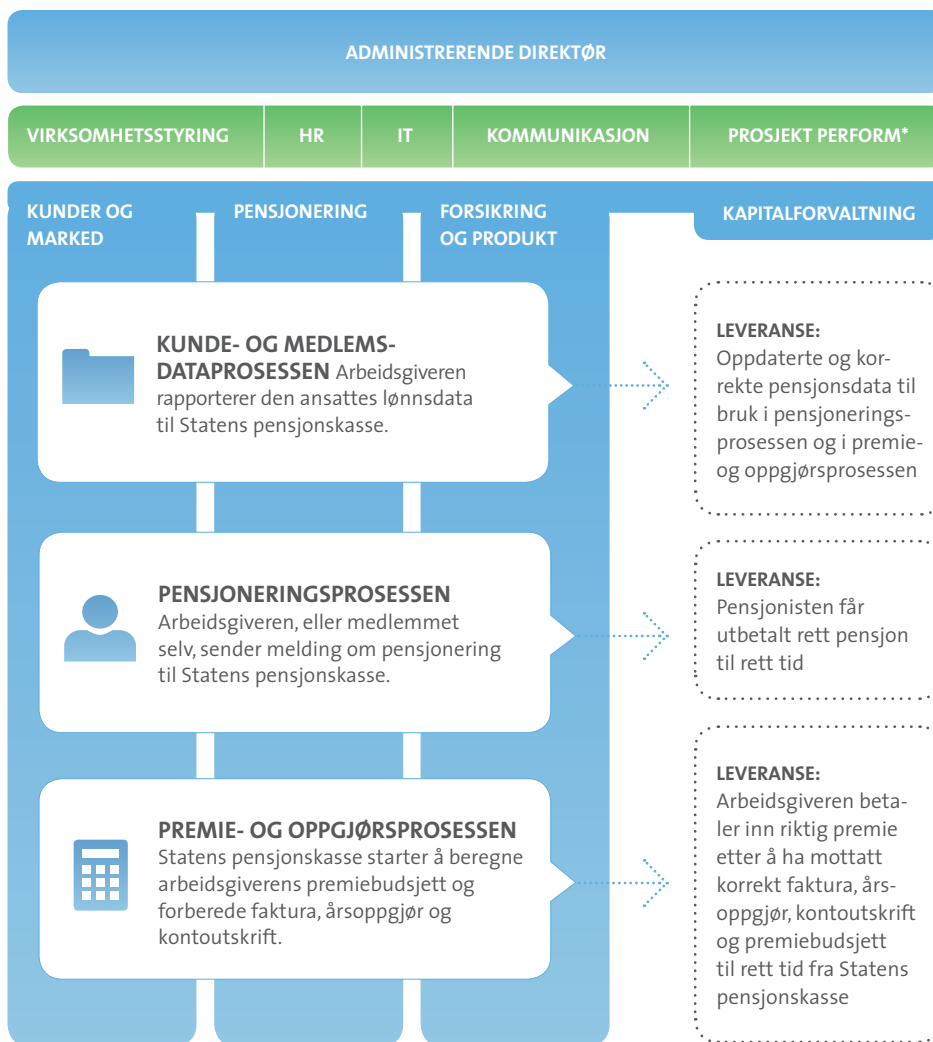 ADMINISTRERENDE DIREKTØR
VIRKSOMHETSSTYRING
HR
IT
KOMMUNIKASJON
PROSJEKT PERFORM*
KUNDER OG
MARKED
PENSJONERING
FORSIKRING
OG PRODUKT
KAPITALFORVALTNING
KUNDE- OG MEDLEMS-
DATAPROSESSEN Arbeidsgiveren
rapporterer den ansattes lønnsdata
til Statens pensjonskasse.
LEVERANSE:
Oppdaterte og kor-
rekte pensjonsdata til
bruk i pensjonerings-
prosessen og i premie-
og oppgjørsprosessen
PENSJONERINGSPROSESSEN
Arbeidsgiveren, eller medlemmet
selv, sender melding om pensjonering
til Statens pensjonskasse.
LEVERANSE:
Pensjonisten får
utbetalt rett pensjon
til rett tid
PREMIE- OG OPPGJØRSPROSESSEN
Statens pensjonskasse starter å beregne
arbeidsgiverens premiebudsjett og
forberede faktura, årsoppgjør og
kontoutskrift.
LEVERANSE:
Arbeidsgiveren beta-
ler inn riktig premie
etter å ha mottatt
korrekt faktura, års-
oppgjør, kontoutskrift
og premiebudsjett
til rett tid fra Statens
pensjonskasse